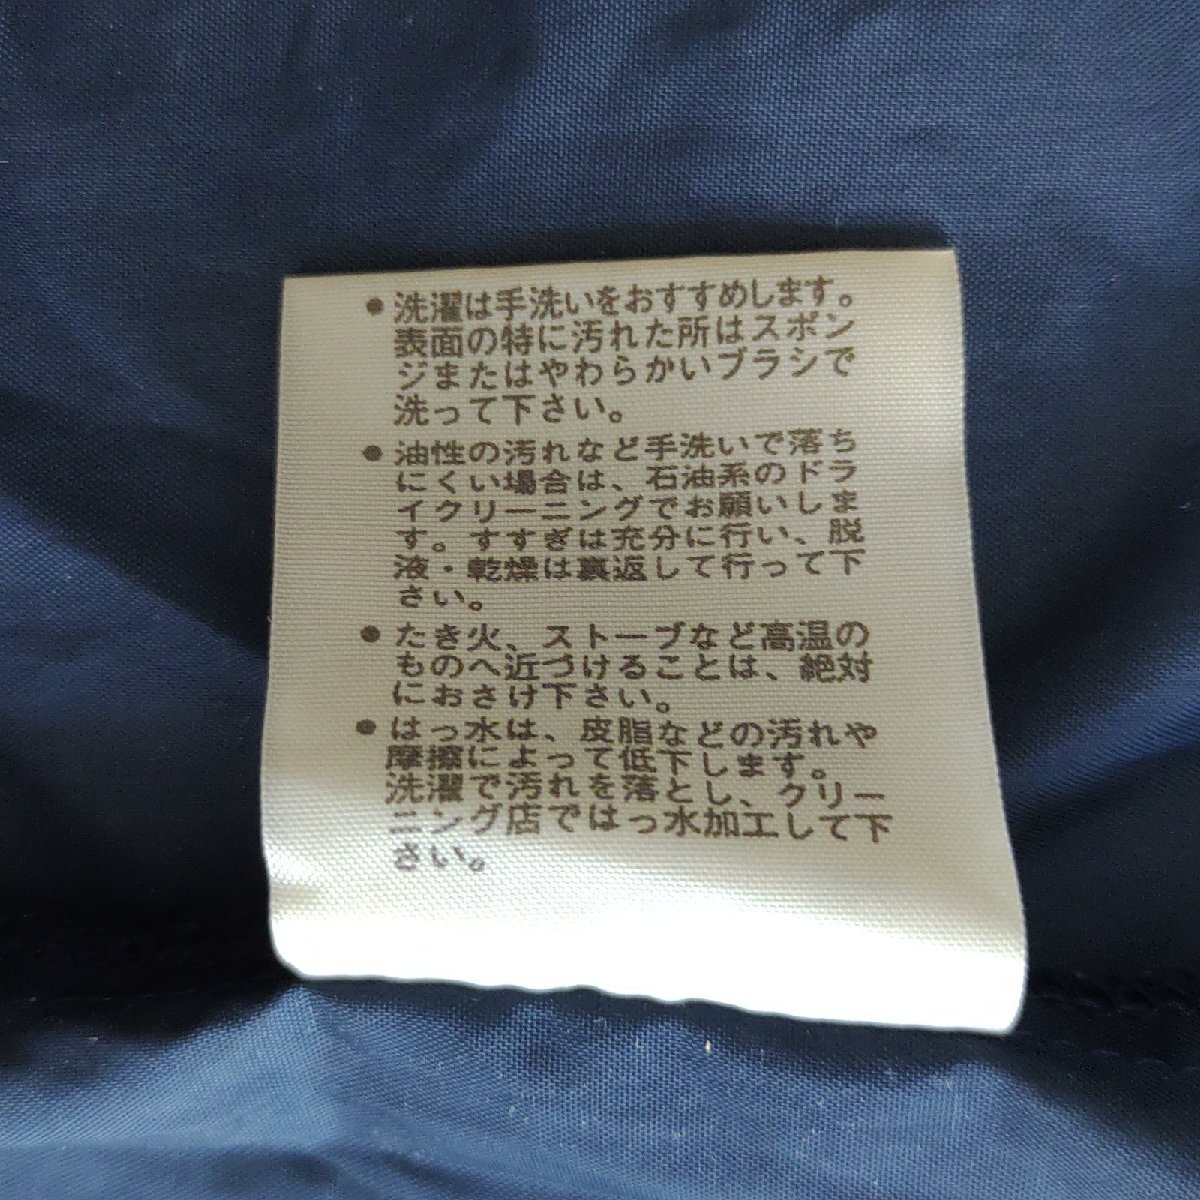 ●洗濯は手洗いをおすすめします。
表面の特に汚れた所はスポン
ジまたはやわらかいブラシで
洗って下さい。
●油性の汚れなど手洗いで落ち
にくい場合は、石油系のドラ
イクリーニングでお願いしま
す。すすぎは充分に行い、脱
液・乾燥は裏返して行って下
さい。
●たき火、ストーブなど高温の
ものへ近づけることは、絶対
におさけ下さい。
●はっ水は、皮脂などの汚れや
摩擦によって低下します。
洗濯で汚れを落とし、クリー
ニング店ではっ水加工して下
さい。